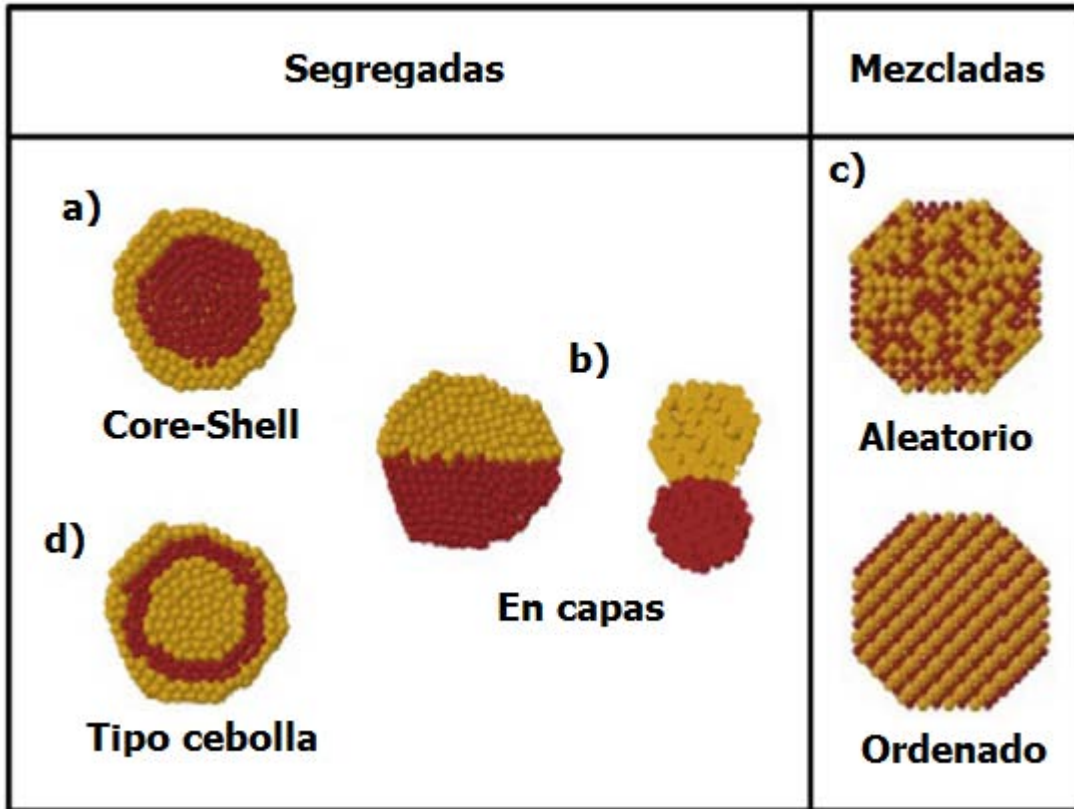 Segregadas
Mezcladas
a)
Core-Shell
b)
En capas
d)
Tipo cebolla
c)
Aleatorio
Ordenado